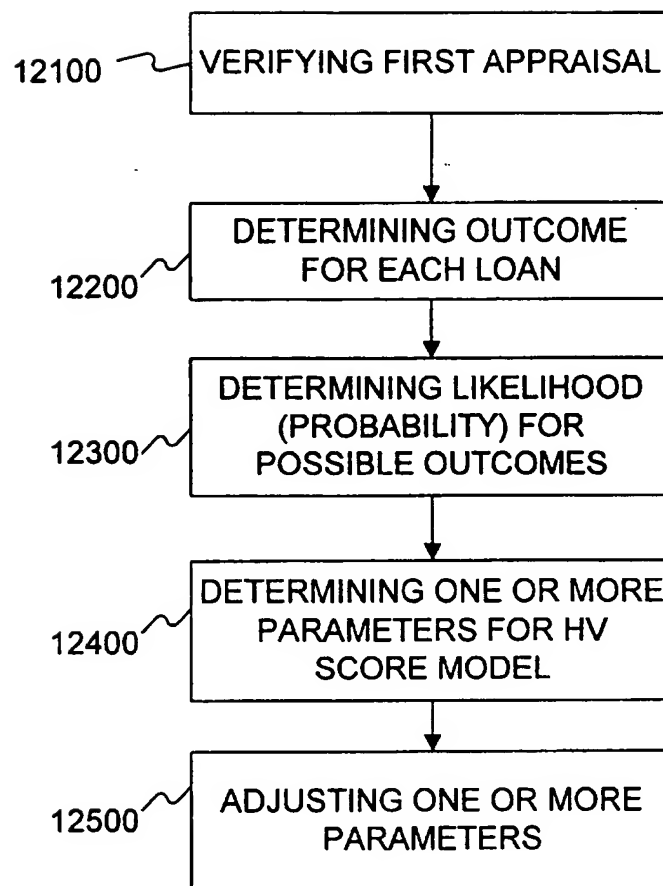 12100
VERIFYING FIRST APPRAISAL
12200
DETERMINING OUTCOME
FOR EACH LOAN
12300
DETERMINING LIKELIHOOD
(PROBABILITY) FOR
POSSIBLE OUTCOMES
12400
DETERMINING ONE OR MORE
PARAMETERS FOR HV
SCORE MODEL
12500
ADJUSTING ONE OR MORE
PARAMETERS